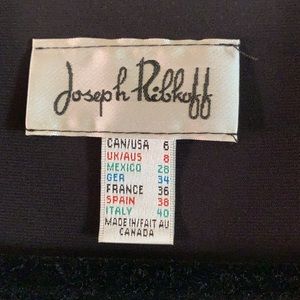 Joseph Ribkoff
CAN/USA 6
UK/AUS 8
MEXICO 28
GER 34
FRANCE 36
SPAIN 38
ITALY 40
MADE IN/FAIT AU
CANADA